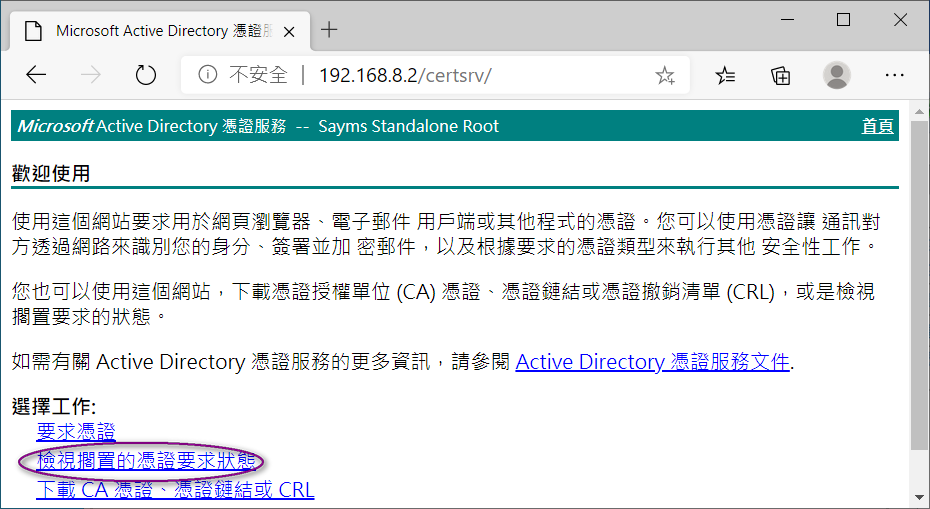 Microsoft Active Directory 憑證服
不安全 | 192.168.8.2/certsrv/
Microsoft Active Directory 憑證服務 -- Sayms Standalone Root 首頁
歡迎使用
使用這個網站要求用於網頁瀏覽器、電子郵件 用戶端或其他程式的憑證。您可以使用憑證讓 通訊對
方透過網路來識別您的身分、簽署並加 密郵件，以及根據要求的憑證類型來執行其他 安全性工作。
您也可以使用這個網站，下載憑證授權單位 (CA) 憑證、憑證鏈結或憑證撤銷清單 (CRL)，或是檢視
擱置要求的狀態。
如需有關 Active Directory 憑證服務的更多資訊，請參閱 Active Directory 憑證服務文件.
選擇工作:
要求憑證
檢視擱置的憑證要求狀態
下載 CA 憑證、憑證鏈結或 CRL